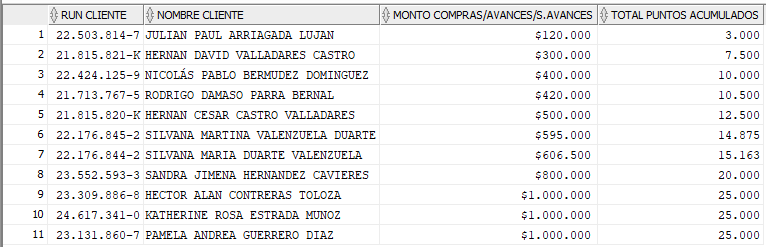 RUN CLIENTE NOMBRE CLIENTE MONTO COMPRAS/AVANCES/S.AVANCES TOTAL PUNTOS ACUMULADOS
1 22.503.814-7 JULIAN PAUL ARRIAGADA LUJAN $120.000 3.000
2 21.815.821-K HERNAN DAVID VALLADARES CASTRO $300.000 7.500
3 22.424.125-9 NICOLÁS PABLO BERMUDEZ DOMINGUEZ $400.000 10.000
4 21.713.767-5 RODRIGO DAMASO PARRA BERNAL $420.000 10.500
5 21.815.820-K HERNAN CESAR CASTRO VALLADARES $500.000 12.500
6 22.176.845-2 SILVANA MARTINA VALENZUELA DUARTE $595.000 14.875
7 22.176.844-2 SILVANA MARIA DUARTE VALENZUELA $606.500 15.163
8 23.552.593-3 SANDRA JIMENA HERNANDEZ CAVIERES $800.000 20.000
9 23.309.886-8 HECTOR ALAN CONTRERAS TOLOZA $1.000.000 25.000
10 24.617.341-0 KATHERINE ROSA ESTRADA MUNOZ $1.000.000 25.000
11 23.131.860-7 PAMELA ANDREA GUERRERO DIAZ $1.000.000 25.000